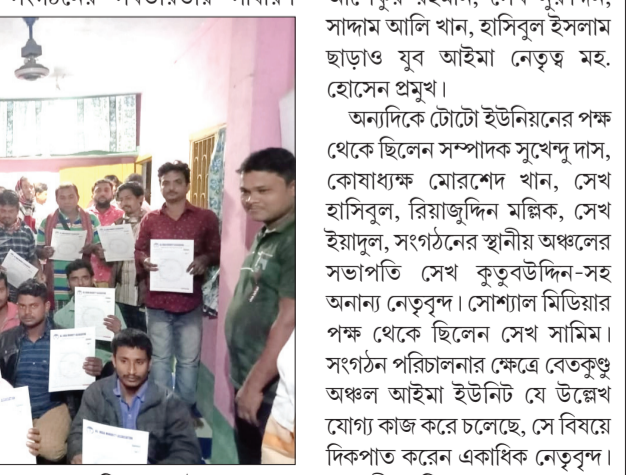 সাদ্দাম আলি খান, হাসিবুল ইসলাম
ছাড়াও যুব আইমা নেতৃত্ব মহ.
হোসেন প্রমুখ।
অন্যদিকে টোটো ইউনিয়নের পক্ষ
থেকে ছিলেন সম্পাদক সুখেন্দু দাস,
কোষাধ্যক্ষ মোরশেদ খান, সেখ
হাসিবুল, রিয়াজুদ্দিন মল্লিক, সেখ
ইয়াদুল, সংগঠনের স্থানীয় অঞ্চলের
সভাপতি সেখ কুতুবউদ্দিন-সহ
অনান্য নেতৃবৃন্দ। সোশ্যাল মিডিয়ার
পক্ষ থেকে ছিলেন সেখ সামিম।
সংগঠন পরিচালনার ক্ষেত্রে বেতকুণ্ডু
অঞ্চল আইমা ইউনিট যে উল্লেখ
যোগ্য কাজ করে চলেছে, সে বিষয়ে
দিকপাত করেন একাধিক নেতৃবৃন্দ।